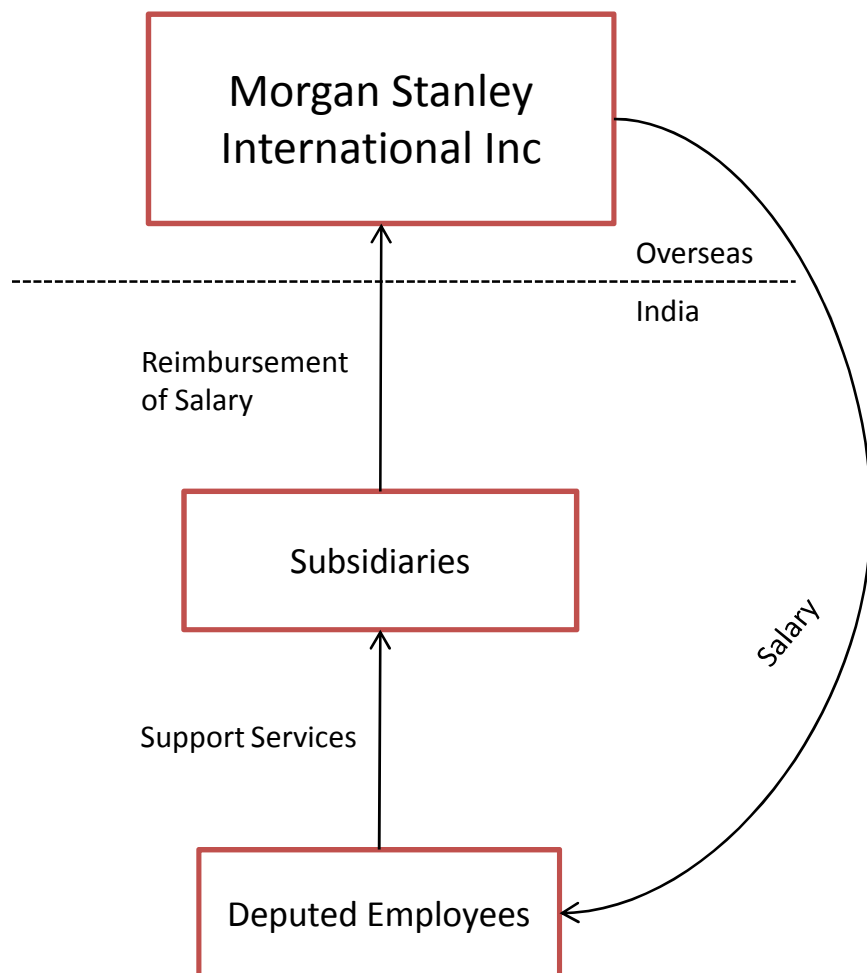 Morgan Stanley
International Inc
Overseas
India
Reimbursement
of Salary
Subsidiaries
Salary
Support Services
Deputed Employees